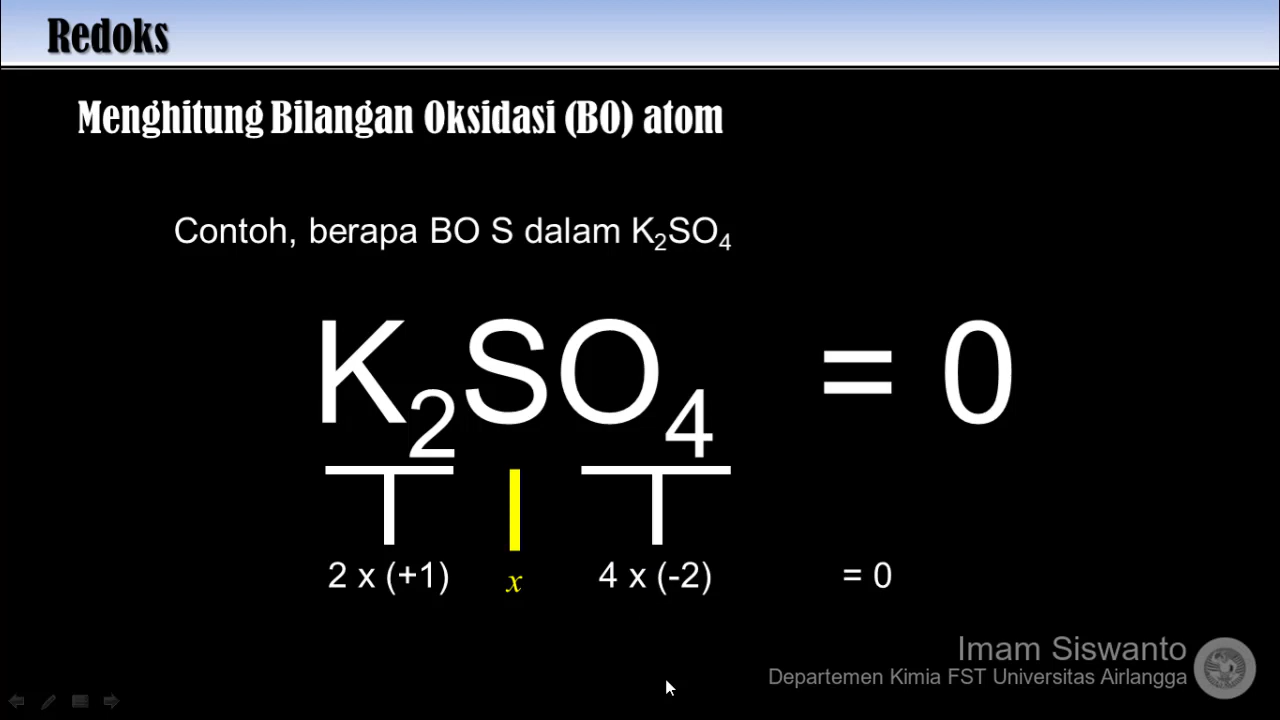 Redoks
Menghitung Bilangan Oksidasi (BO) atom
Contoh, berapa BO S dalam K₂SO₄
K₂SO₄ = 0
2 x (+1) x 4 x (-2) = 0
Imam Siswanto
Departemen Kimia FST Universitas Airlangga